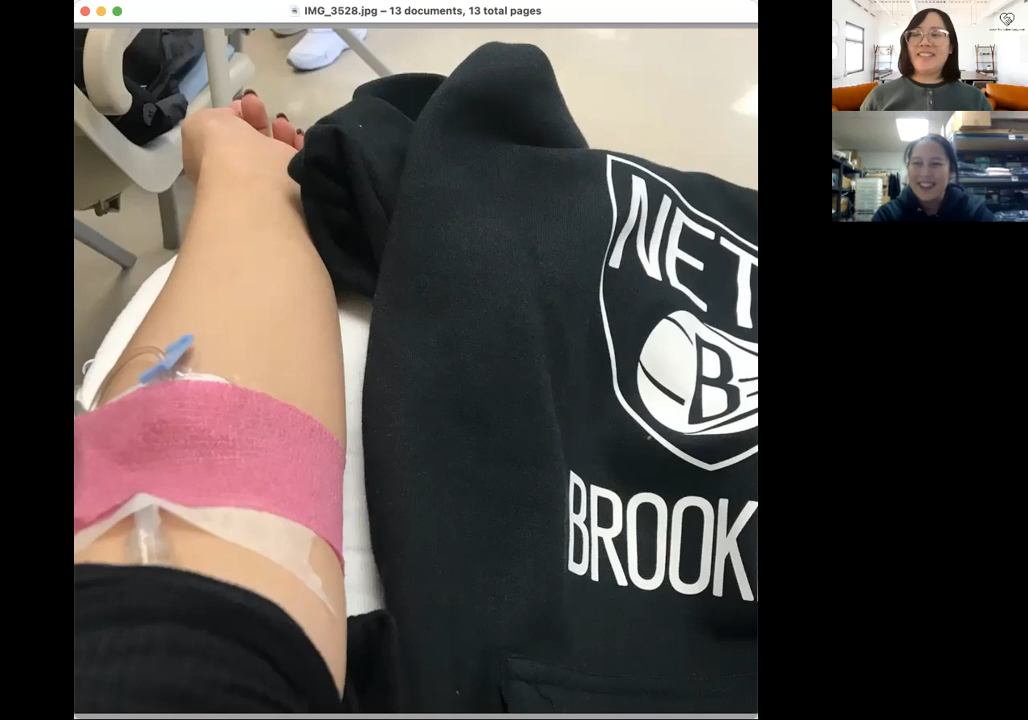 IMG_3528.jpg – 13 documents, 13 total pages
NET
B
BROOK